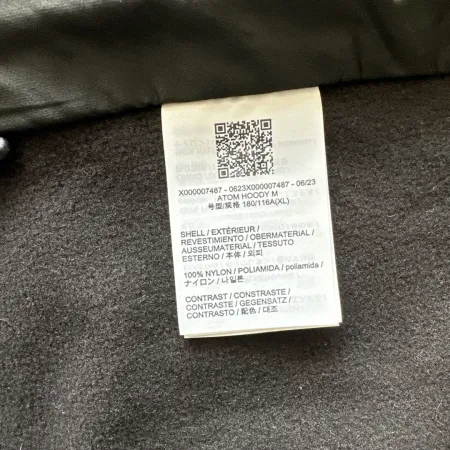 X000007487 - 0623X000007487 - 06/23
ATOM HOODY M
号型/规格 180/116A(XL)
SHELL / EXTÉRIEUR /
REVESTIMIENTO / OBERMATERIAL /
AUSSEUMATERIAL / TESSUTO
ESTERNO / 本体 / 외피
100% NYLON / POLIAMIDA / poliamida /
ナイロン / 나일론
CONTRAST / CONSTRASTE /
CONTRASTE / GEGENSATZ /
CONTRASTO / 配色 / 대조